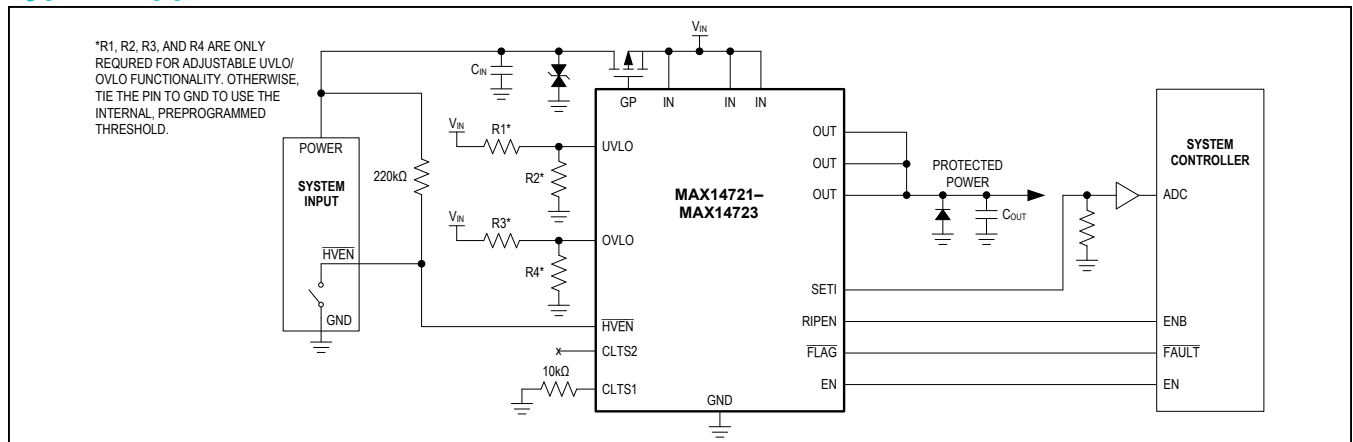 *R1, R2, R3, AND R4 ARE ONLY
REQURED FOR ADJUSTABLE UVLO/
OVLO FUNCTIONALITY. OTHERWISE,
TIE THE PIN TO GND TO USE THE
INTERNAL, PREPROGRAMMED
THRESHOLD.
VIN
CIN
GP
IN
IN
IN
POWER
SYSTEM
INPUT
HVEN
GND
220kΩ
VIN
R1*
R2*
UVLO
VIN
R3*
R4*
OVLO
HVEN
x
CLTS2
10kΩ
CLTS1
MAX14721–
MAX14723
GND
OUT
OUT
OUT
PROTECTED
POWER
COUT
SETI
RIPEN
FLAG
EN
SYSTEM
CONTROLLER
ADC
ENB
FAULT
EN